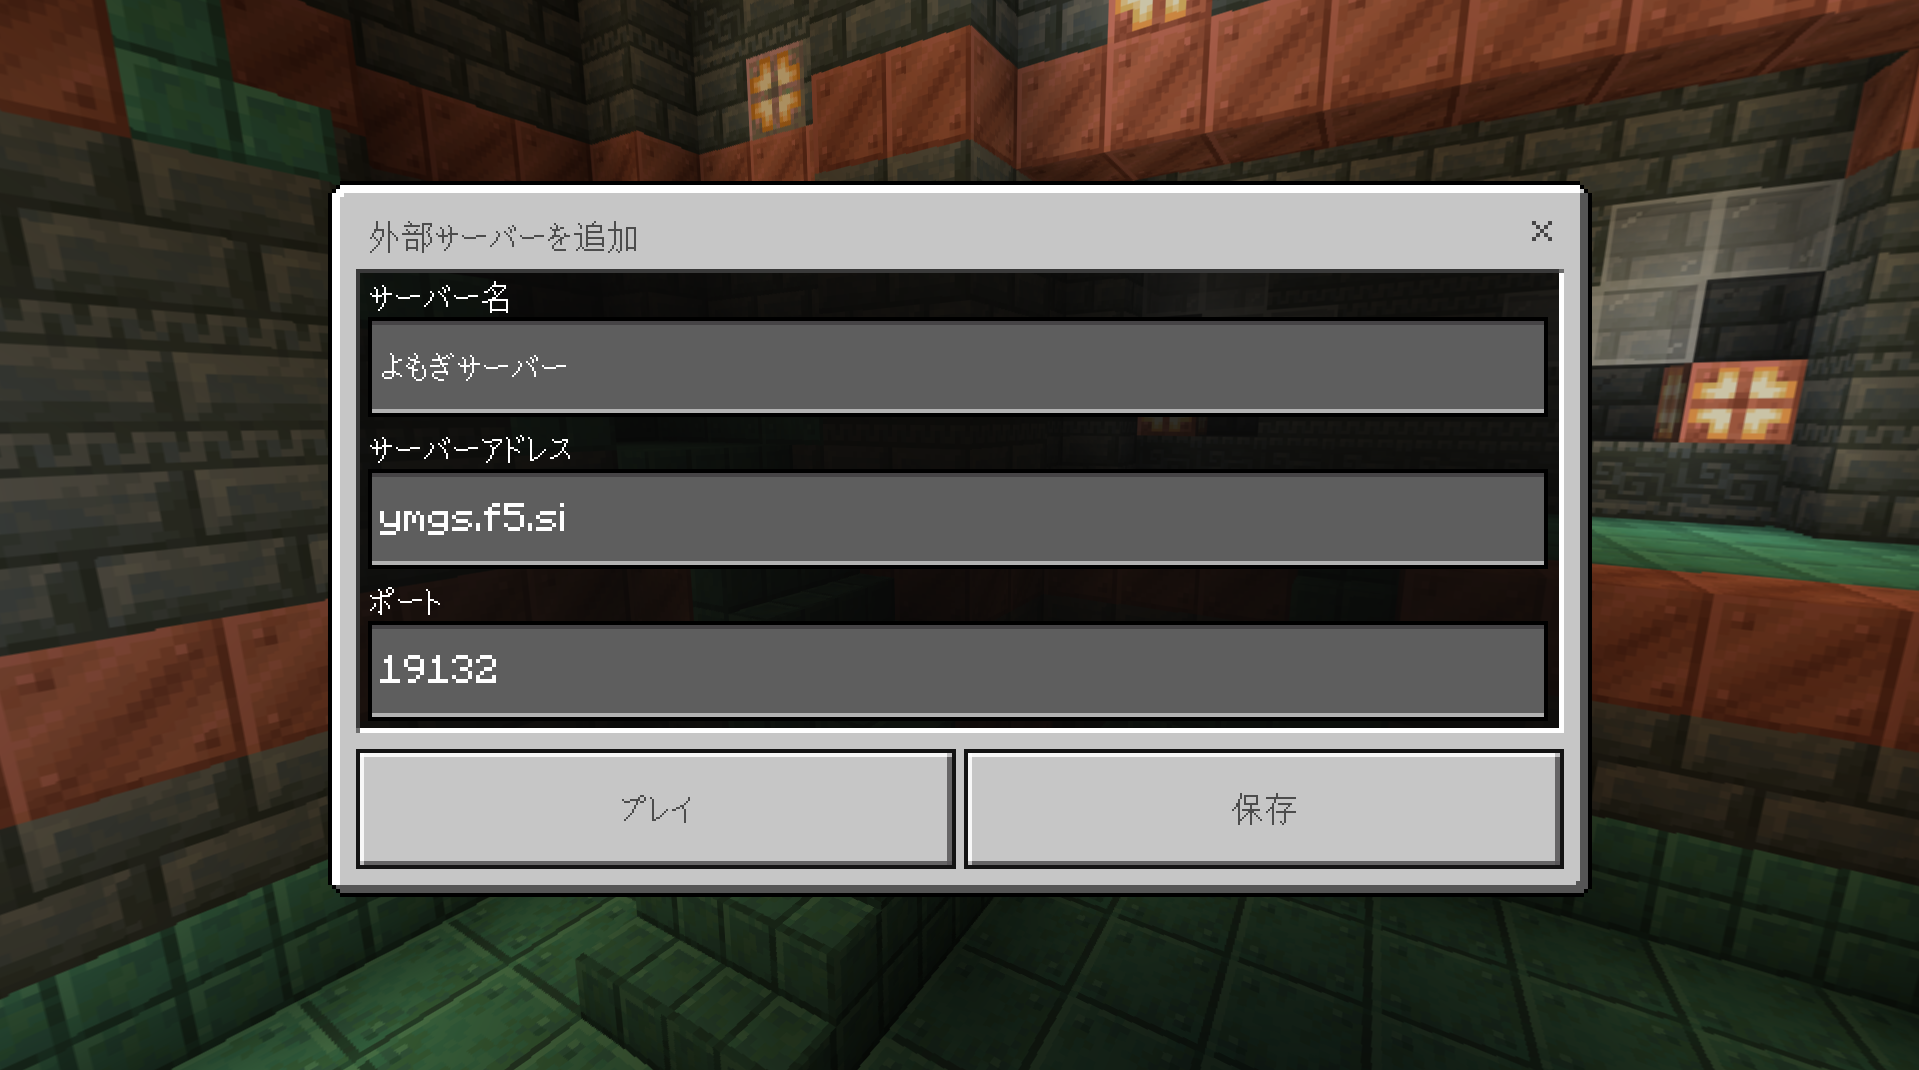 外部サーバーを追加
サーバー名
よもぎサーバー
サーバーアドレス
ymgs.f5.si
ポート
19132
プレイ
保存